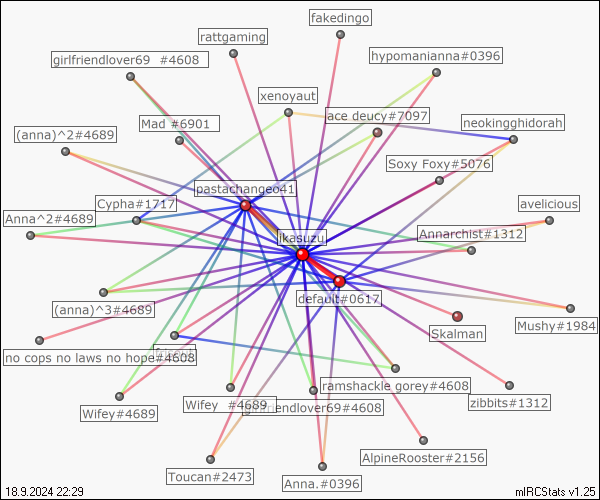 fakedingo
rattgaming
girlfriendlover69 #4608
hypomanianna#0396
xenoyaut
ace deucy#7097
Mad #6901
neokingghidorah
(anna)^2#4689
Soxy Foxy#5076
pastachangeo41
Cypha#1717
avelicious
Anna^2#4689
Annarchist#1312
ikasuzu
default#0617
(anna)^3#4689
Mushy#1984
Skalman
no cops no laws no hope#4608
ramshackle gorey#4608
zibbits#1312
Wifey #4689
girlfriendlover69#4608
Wifey#4689
AlpineRooster#2156
Toucan#2473
Anna.#0396
18.9.2024 22:29
mIRCStats v1.25